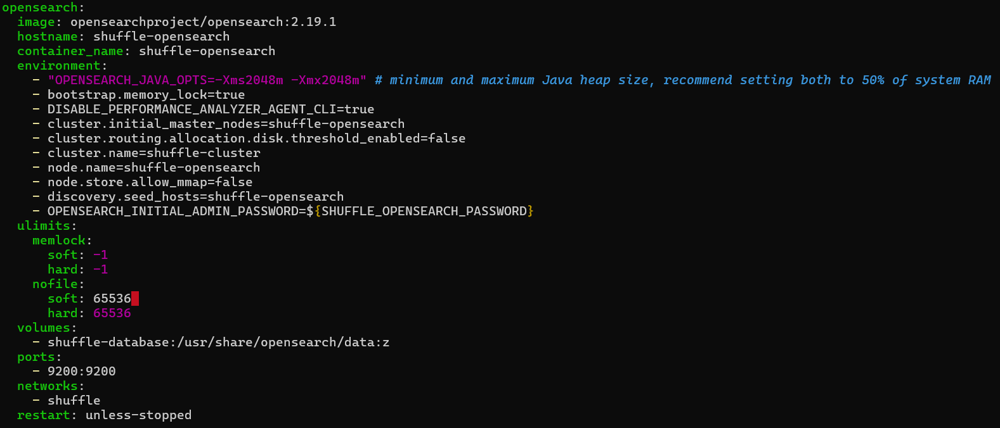 opensearch:
  image: opensearchproject/opensearch:2.19.1
  hostname: shuffle-opensearch
  container_name: shuffle-opensearch
  environment:
    - "OPENSEARCH_JAVA_OPTS=-Xms2048m -Xmx2048m" # minimum and maximum Java heap size, recommend setting both to 50% of system RAM
    - bootstrap.memory_lock=true
    - DISABLE_PERFORMANCE_ANALYZER_AGENT_CLI=true
    - cluster.initial_master_nodes=shuffle-opensearch
    - cluster.routing.allocation.disk.threshold_enabled=false
    - cluster.name=shuffle-cluster
    - node.name=shuffle-opensearch
    - node.store.allow_mmap=false
    - discovery.seed_hosts=shuffle-opensearch
    - OPENSEARCH_INITIAL_ADMIN_PASSWORD=${SHUFFLE_OPENSEARCH_PASSWORD}
  ulimits:
    memlock:
      soft: -1
      hard: -1
    nofile:
      soft: 65536
      hard: 65536
  volumes:
    - shuffle-database:/usr/share/opensearch/data:z
  ports:
    - 9200:9200
  networks:
    - shuffle
  restart: unless-stopped